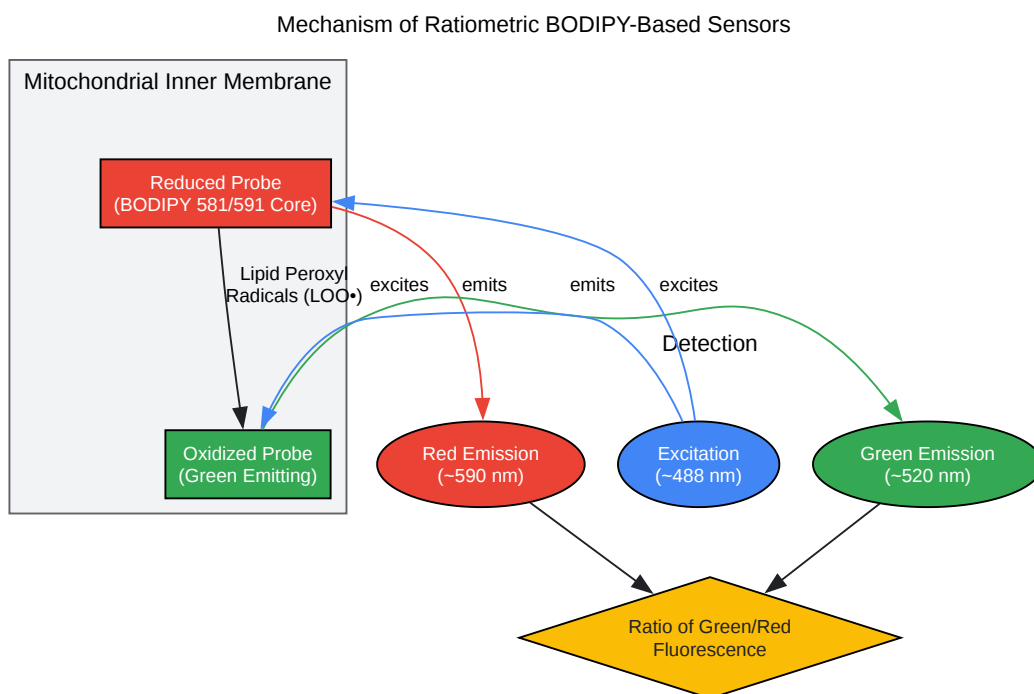 Mechanism of Ratiometric BODIPY-Based Sensors
Mitochondrial Inner Membrane
Reduced Probe
(BODIPY 581/591 Core)
Lipid Peroxyl
Radicals (LOO•)
excites
emits
emits
excites
Detection
Oxidized Probe
(Green Emitting)
Red Emission
(~590 nm)
Excitation
(~488 nm)
Green Emission
(~520 nm)
Ratio of Green/Red
Fluorescence